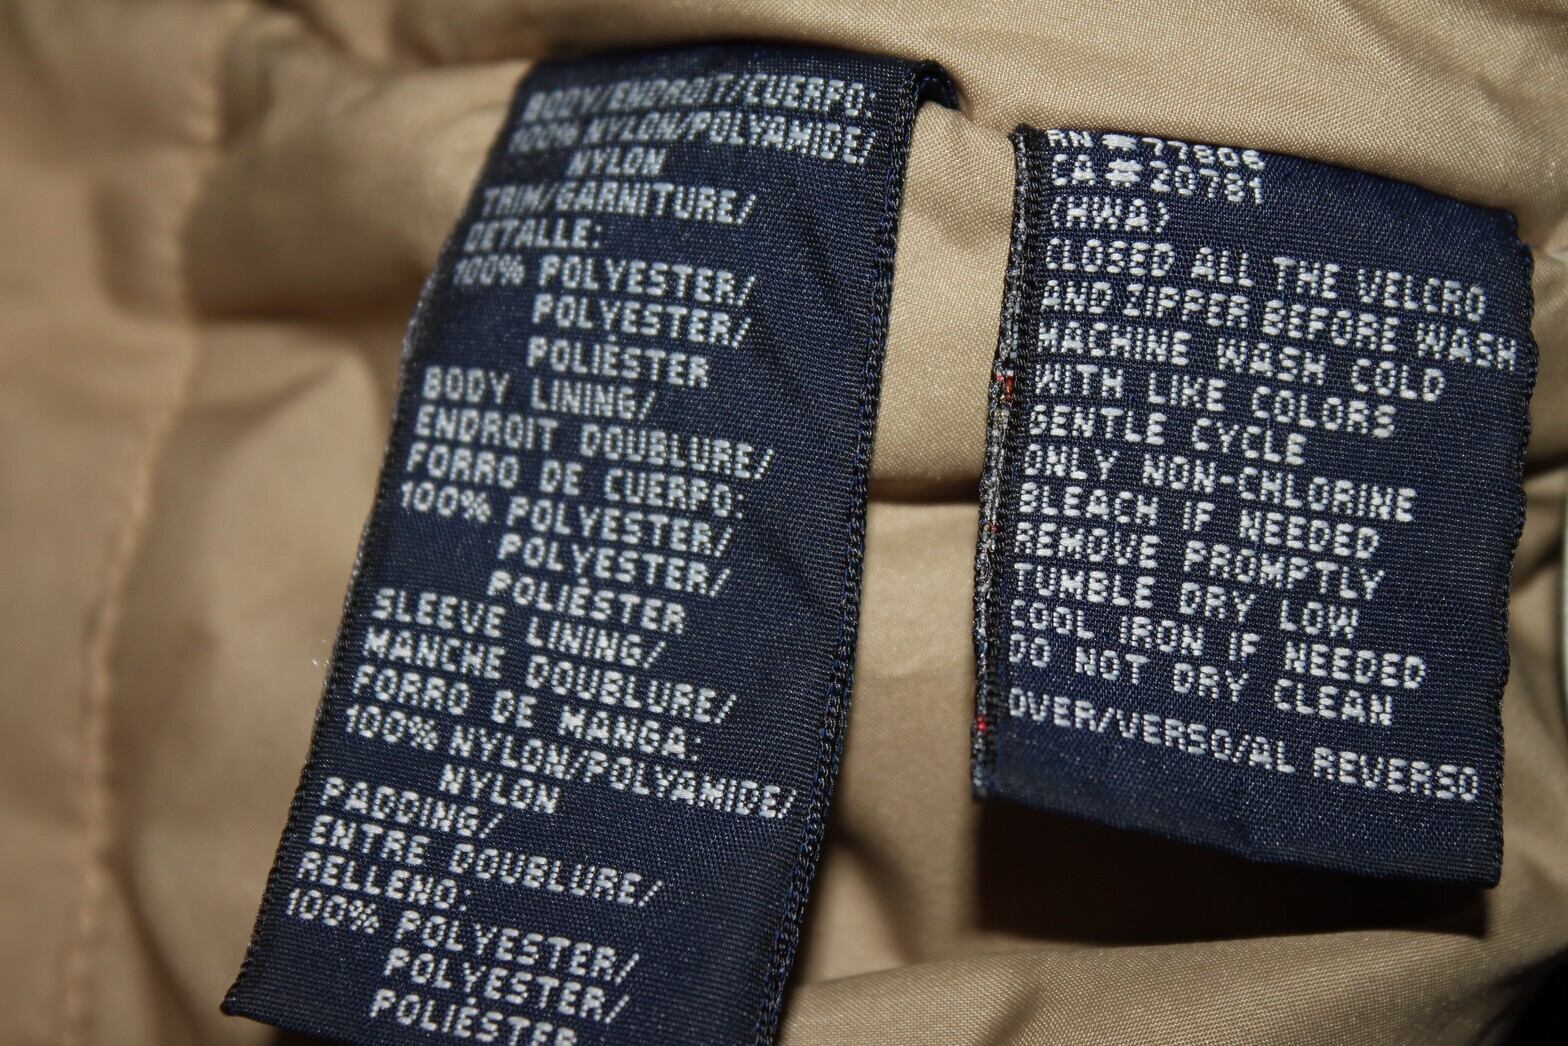 BODY/ENDROIT/CUERPO:
100% NYLON/POLYAMIDE/
NYLON
TRIM/GARNITURE/
DETALLE:
100% POLYESTER/
POLYESTER/
POLIÉSTER
BODY LINING/
ENDROIT DOUBLURE/
FORRO DE CUERPO:
100% POLYESTER/
POLYESTER/
POLIÉSTER
SLEEVE LINING/
MANCHE DOUBLURE/
FORRO DE MANGA:
100% NYLON/POLYAMIDE/
NYLON
PADDING/
ENTRE DOUBLURE/
RELLENO:
100% POLYESTER/
POLYESTER/
POLIÉSTER
RN #
CA # 20781
(HWA)
CLOSED ALL THE VELCRO
AND ZIPPER BEFORE WASH
MACHINE WASH COLD
WITH LIKE COLORS
GENTLE CYCLE
ONLY NON-CHLORINE
BLEACH IF NEEDED
REMOVE PROMPTLY
TUMBLE DRY LOW
COOL IRON IF NEEDED
DO NOT DRY CLEAN
OVER/VERSO/AL REVERSO